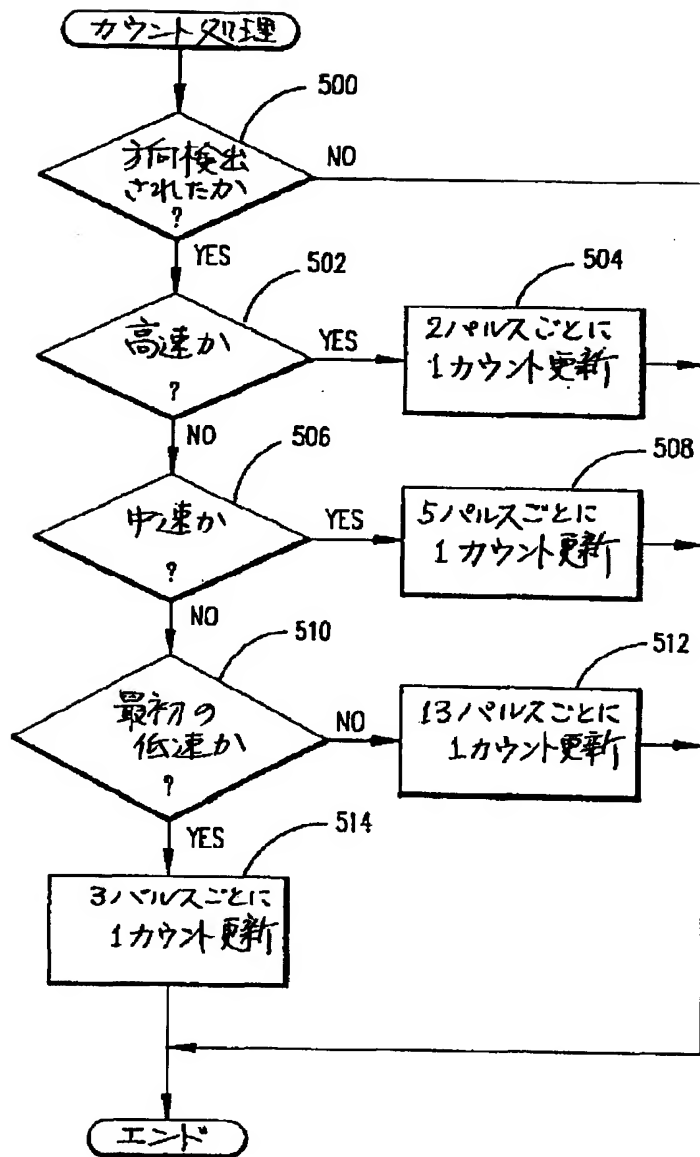 カウント処理
500
方向検出
されたか
?
NO
YES
502
高速か
?
YES
504
2パルスごとに
1カウント更新
NO
506
中速か
?
YES
508
5パルスごとに
1カウント更新
NO
510
最初の
低速か
?
NO
512
13パルスごとに
1カウント更新
YES
514
3パルスごとに
1カウント更新
エンド